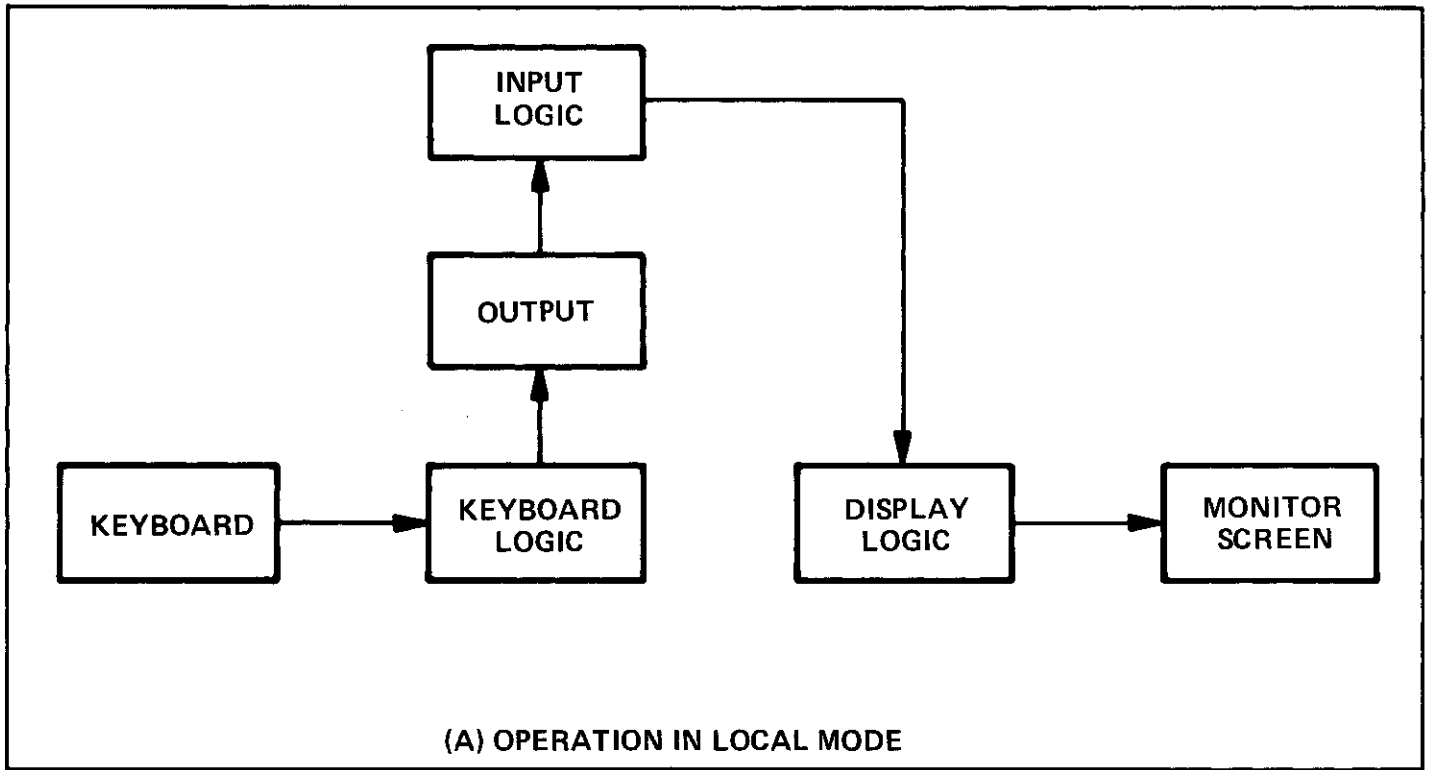 INPUT
LOGIC
OUTPUT
KEYBOARD
KEYBOARD
LOGIC
DISPLAY
LOGIC
MONITOR
SCREEN
(A) OPERATION IN LOCAL MODE